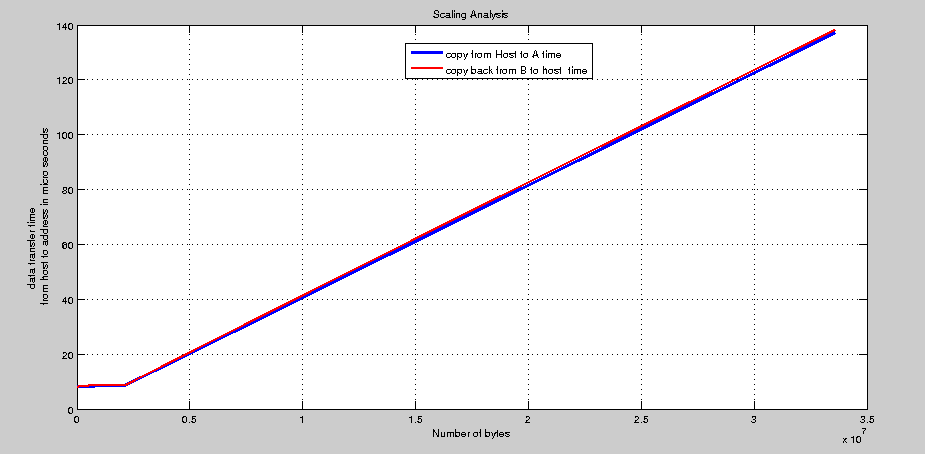 Scaling Analysis
copy from Host to A time
copy back from B to host time
data transfer time
from host to address in micro seconds
140
120
100
80
60
40
20
0
0 0.5 1 1.5 2 2.5 3 3.5
x 10^7
Number of bytes